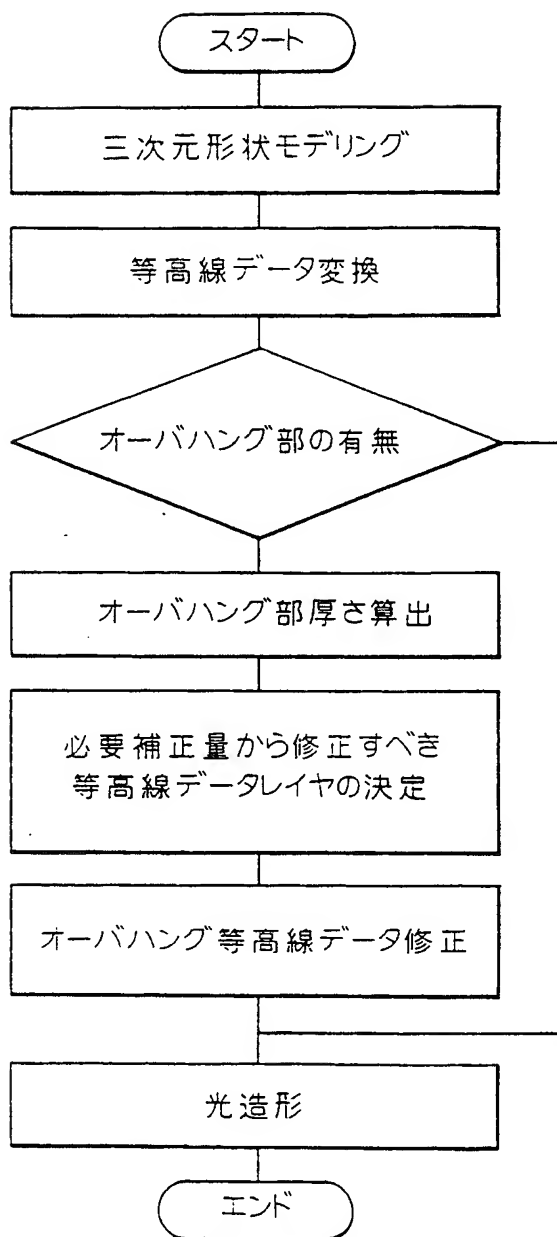 スタート
三次元形状モデリング
等高線データ変換
オーバハング部の有無
オーバハング部厚さ算出
必要補正量から修正すべき
等高線データレイヤの決定
オーバハング等高線データ修正
光造形
エンド